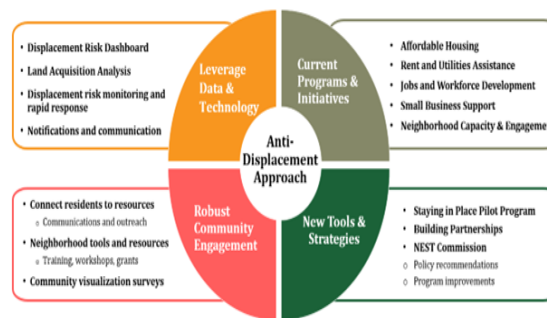 • Displacement Risk Dashboard
• Land Acquisition Analysis
• Displacement risk monitoring and
rapid response
• Notifications and communication
Leverage
Data &
Technology
Current
Programs &
Initiatives
• Affordable Housing
• Rent and Utilities Assistance
• Jobs and Workforce Development
• Small Business Support
• Neighborhood Capacity & Engageme
Anti-
Displacement
Approach
• Connect residents to resources
o Communications and outreach
• Neighborhood tools and resources
o Training, workshops, grants
• Community visualization surveys
Robust
Community
Engagement
New Tools &
Strategies
• Staying in Place Pilot Program
• Building Partnerships
• NEST Commission
o Policy recommendations
o Program improvements